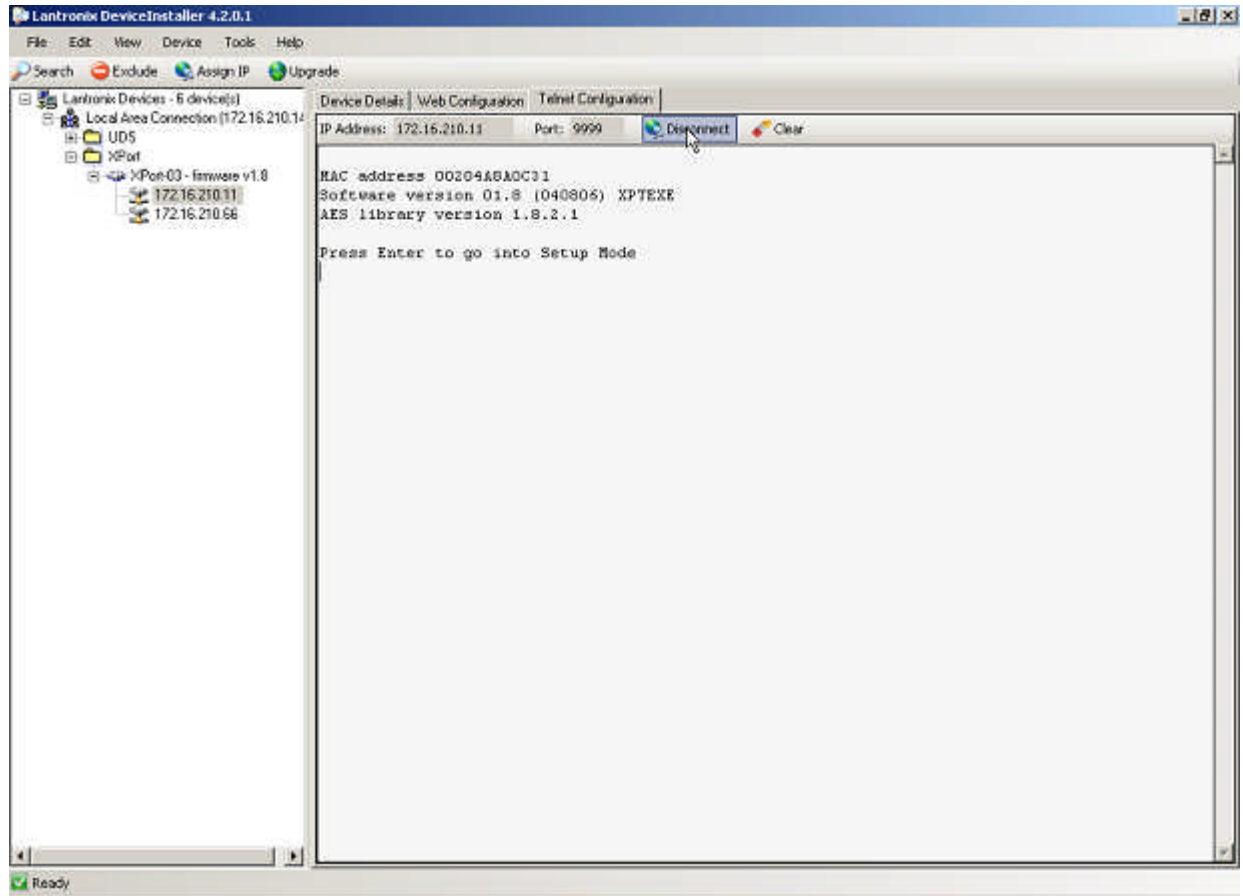 Lantronix DeviceInstaller 4.2.0.1
File Edit View Device Tools Help
Search Exclude Assign IP Upgrade
Lantronix Devices - 6 device(s)
Local Area Connection (172.16.210.14
UDS
XPort
XPort-03 - firmware v1.8
172.16.210.11
172.16.210.66
Device Details Web Configuration Telnet Configuration
IP Address: 172.16.210.11 Port: 9999 Disconnect Clear
MAC address 00204A8A0C31
Software version 01.8 (040806) XPTEXE
AES library version 1.8.2.1
Press Enter to go into Setup Mode
Ready